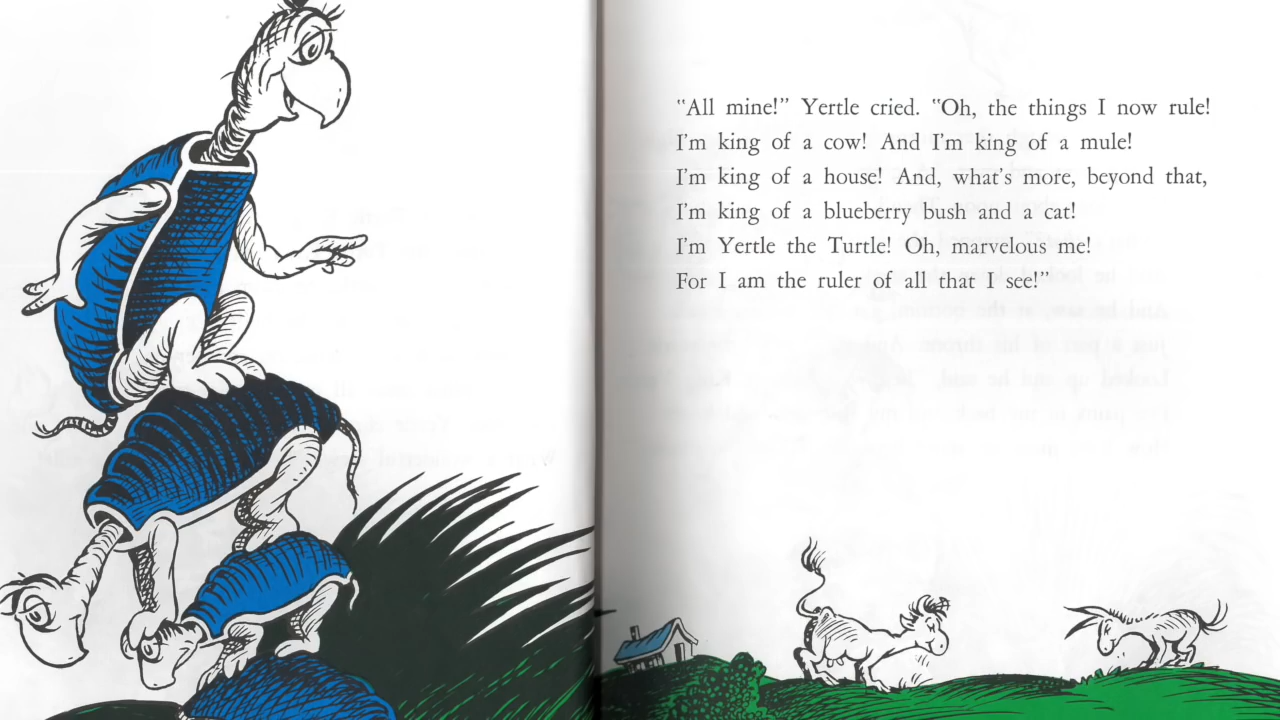 "All mine!" Yertle cried. "Oh, the things I now rule!
I'm king of a cow! And I'm king of a mule!
I'm king of a house! And, what's more, beyond that,
I'm king of a blueberry bush and a cat!
I'm Yertle the Turtle! Oh, marvelous me!
For I am the ruler of all that I see!"